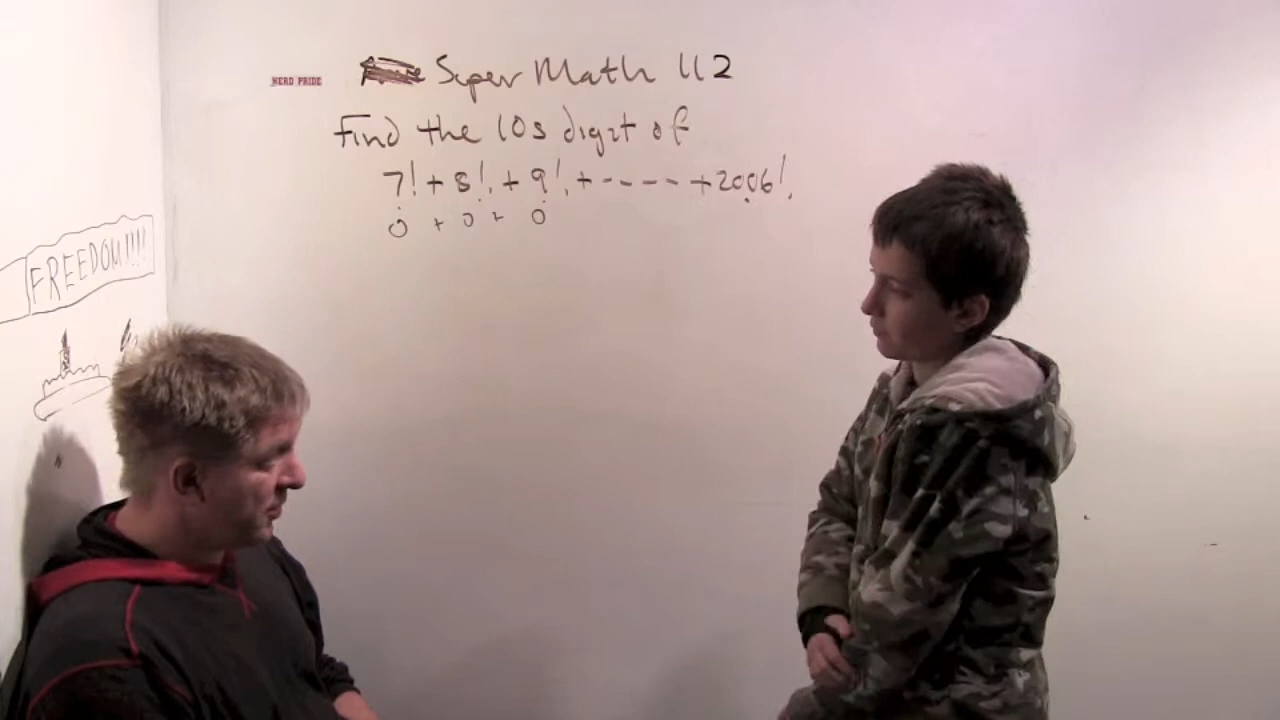 FREEDOM!!!!
NERD PRIDE
Super Math 112
Find the 10s digit of
7! + 8! + 9! + ----- + 2006!
0 + 0 + 0